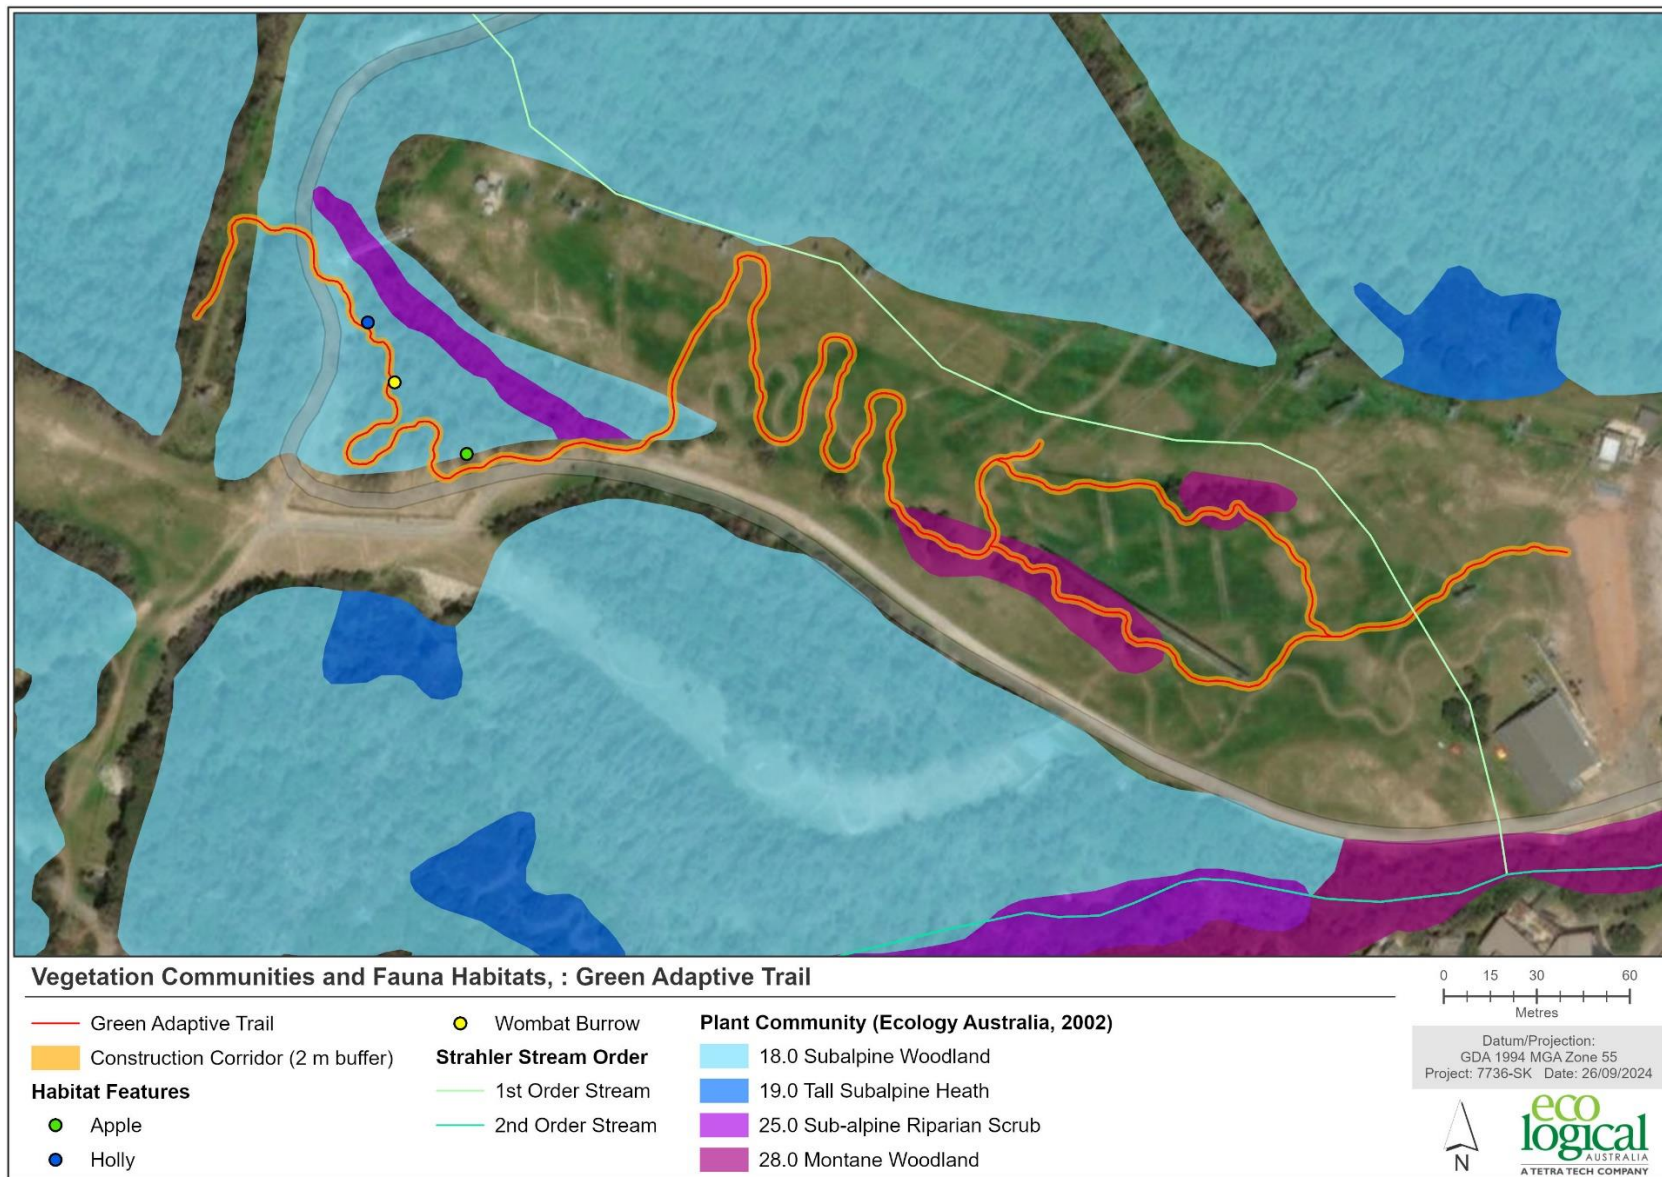 Vegetation Communities and Fauna Habitats, : Green Adaptive Trail
Green Adaptive Trail
Construction Corridor (2 m buffer)
Habitat Features
Apple
Holly
Wombat Burrow
Strahler Stream Order
1st Order Stream
2nd Order Stream
Plant Community (Ecology Australia, 2002)
18.0 Subalpine Woodland
19.0 Tall Subalpine Heath
25.0 Sub-alpine Riparian Scrub
28.0 Montane Woodland
0 15 30 60
Metres
Datum/Projection:
GDA 1994 MGA Zone 55
Project: 7736-SK Date: 26/09/2024
N
eco
logical
AUSTRALIA
A TETRA TECH COMPANY